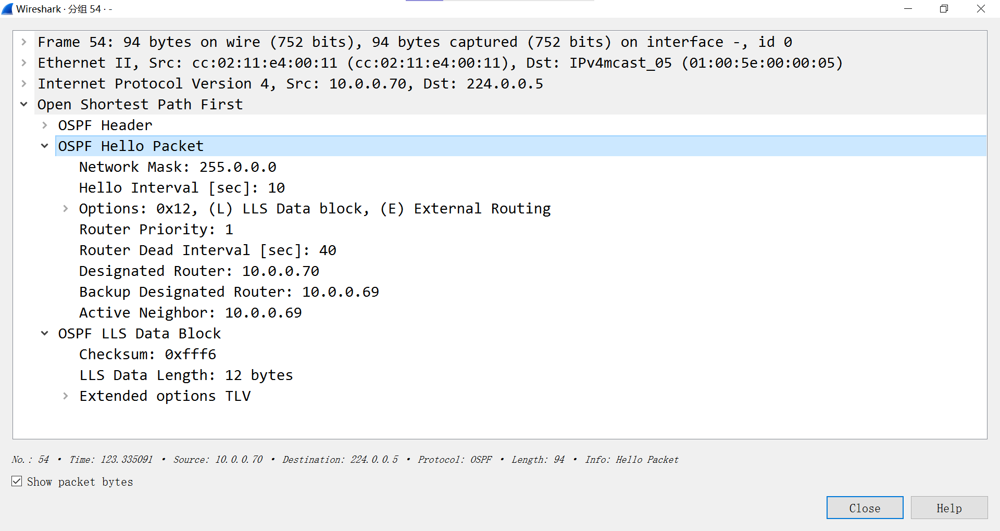 Wireshark · 分组 54 · -
Frame 54: 94 bytes on wire (752 bits), 94 bytes captured (752 bits) on interface -, id 0
Ethernet II, Src: cc:02:11:e4:00:11 (cc:02:11:e4:00:11), Dst: IPv4mcast_05 (01:00:5e:00:00:05)
Internet Protocol Version 4, Src: 10.0.0.70, Dst: 224.0.0.5
Open Shortest Path First
OSPF Header
OSPF Hello Packet
Network Mask: 255.0.0.0
Hello Interval [sec]: 10
Options: 0x12, (L) LLS Data block, (E) External Routing
Router Priority: 1
Router Dead Interval [sec]: 40
Designated Router: 10.0.0.70
Backup Designated Router: 10.0.0.69
Active Neighbor: 10.0.0.69
OSPF LLS Data Block
Checksum: 0xfff6
LLS Data Length: 12 bytes
Extended options TLV
No.: 54 · Time: 123.335091 · Source: 10.0.0.70 · Destination: 224.0.0.5 · Protocol: OSPF · Length: 94 · Info: Hello Packet
Show packet bytes
Close Help